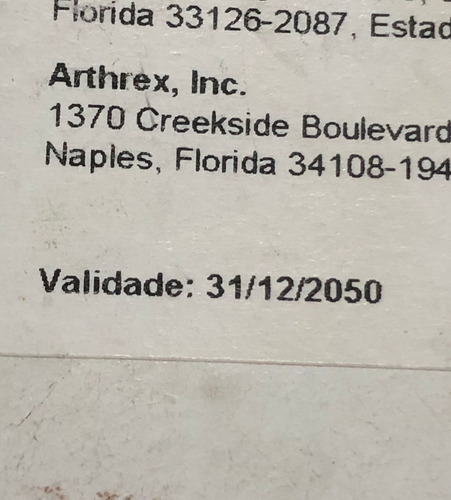 Florida 33126-2087, Estad
Arthrex, Inc.
1370 Creekside Boulevard
Naples, Florida 34108-194
Validade: 31/12/2050